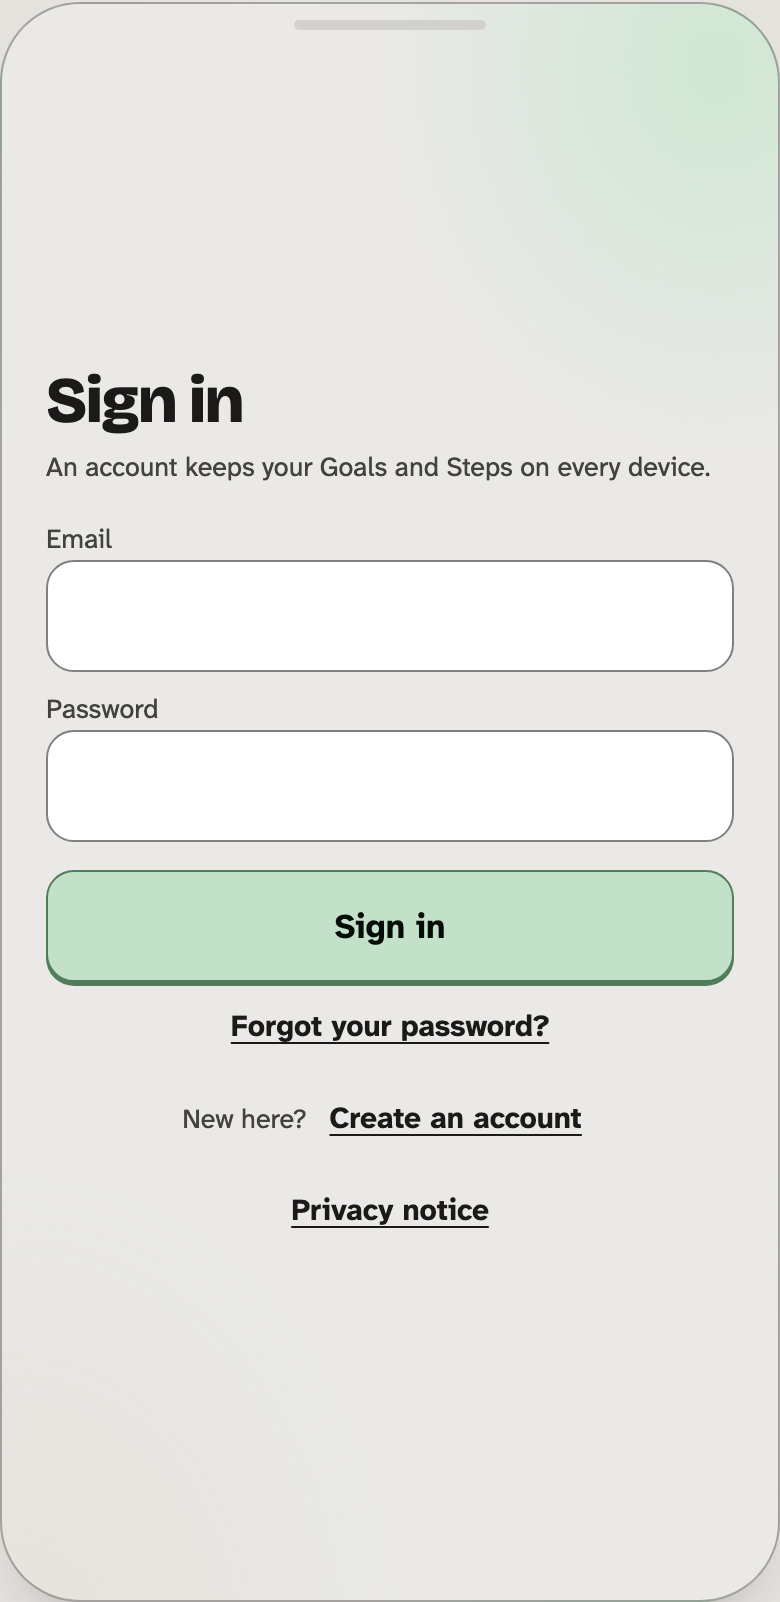 Sign in
An account keeps your Goals and Steps on every device.
Email
Password
Sign in
Forgot your password?
New here? Create an account
Privacy notice